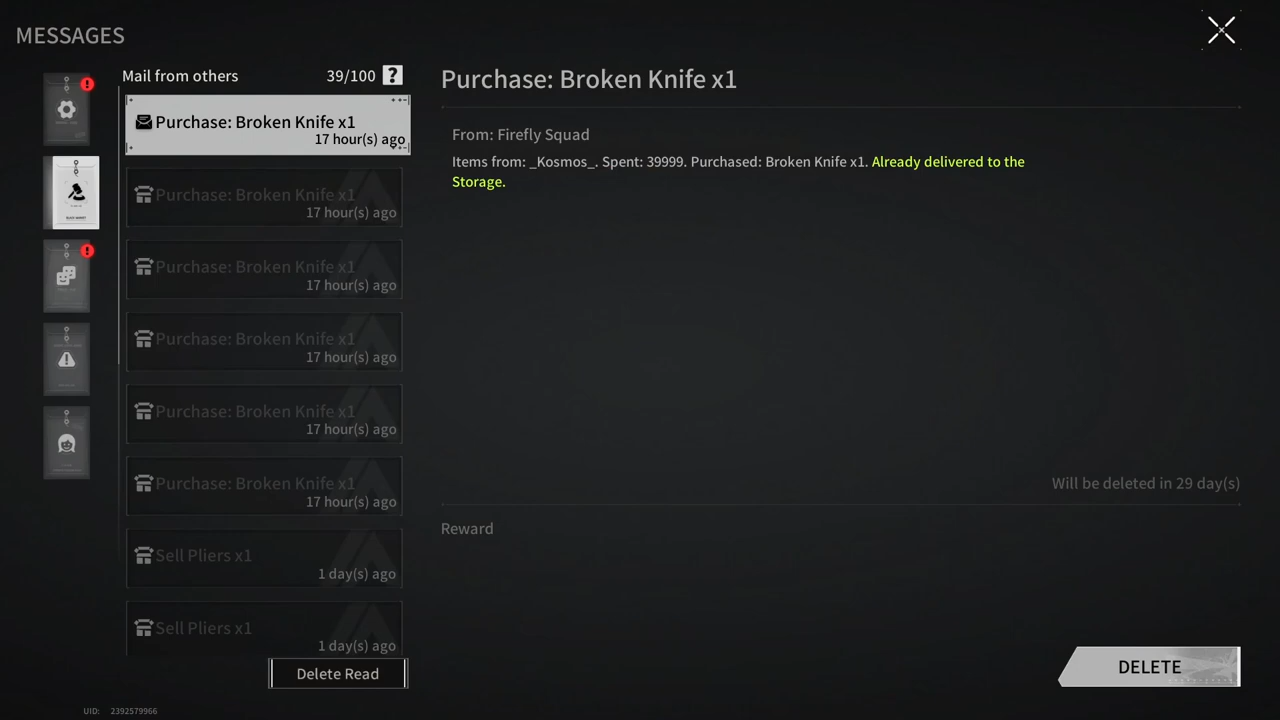 MESSAGES
Mail from others 39/100 ?
Purchase: Broken Knife x1
17 hour(s) ago
Purchase: Broken Knife x1
17 hour(s) ago
Purchase: Broken Knife x1
17 hour(s) ago
Purchase: Broken Knife x1
17 hour(s) ago
Purchase: Broken Knife x1
17 hour(s) ago
Purchase: Broken Knife x1
17 hour(s) ago
Sell Pliers x1
1 day(s) ago
Sell Pliers x1
1 day(s) ago
Delete Read
Purchase: Broken Knife x1
From: Firefly Squad
Items from: _Kosmos_. Spent: 39999. Purchased: Broken Knife x1. Already delivered to the
Storage.
Will be deleted in 29 day(s)
Reward
DELETE
UID: 2392579966